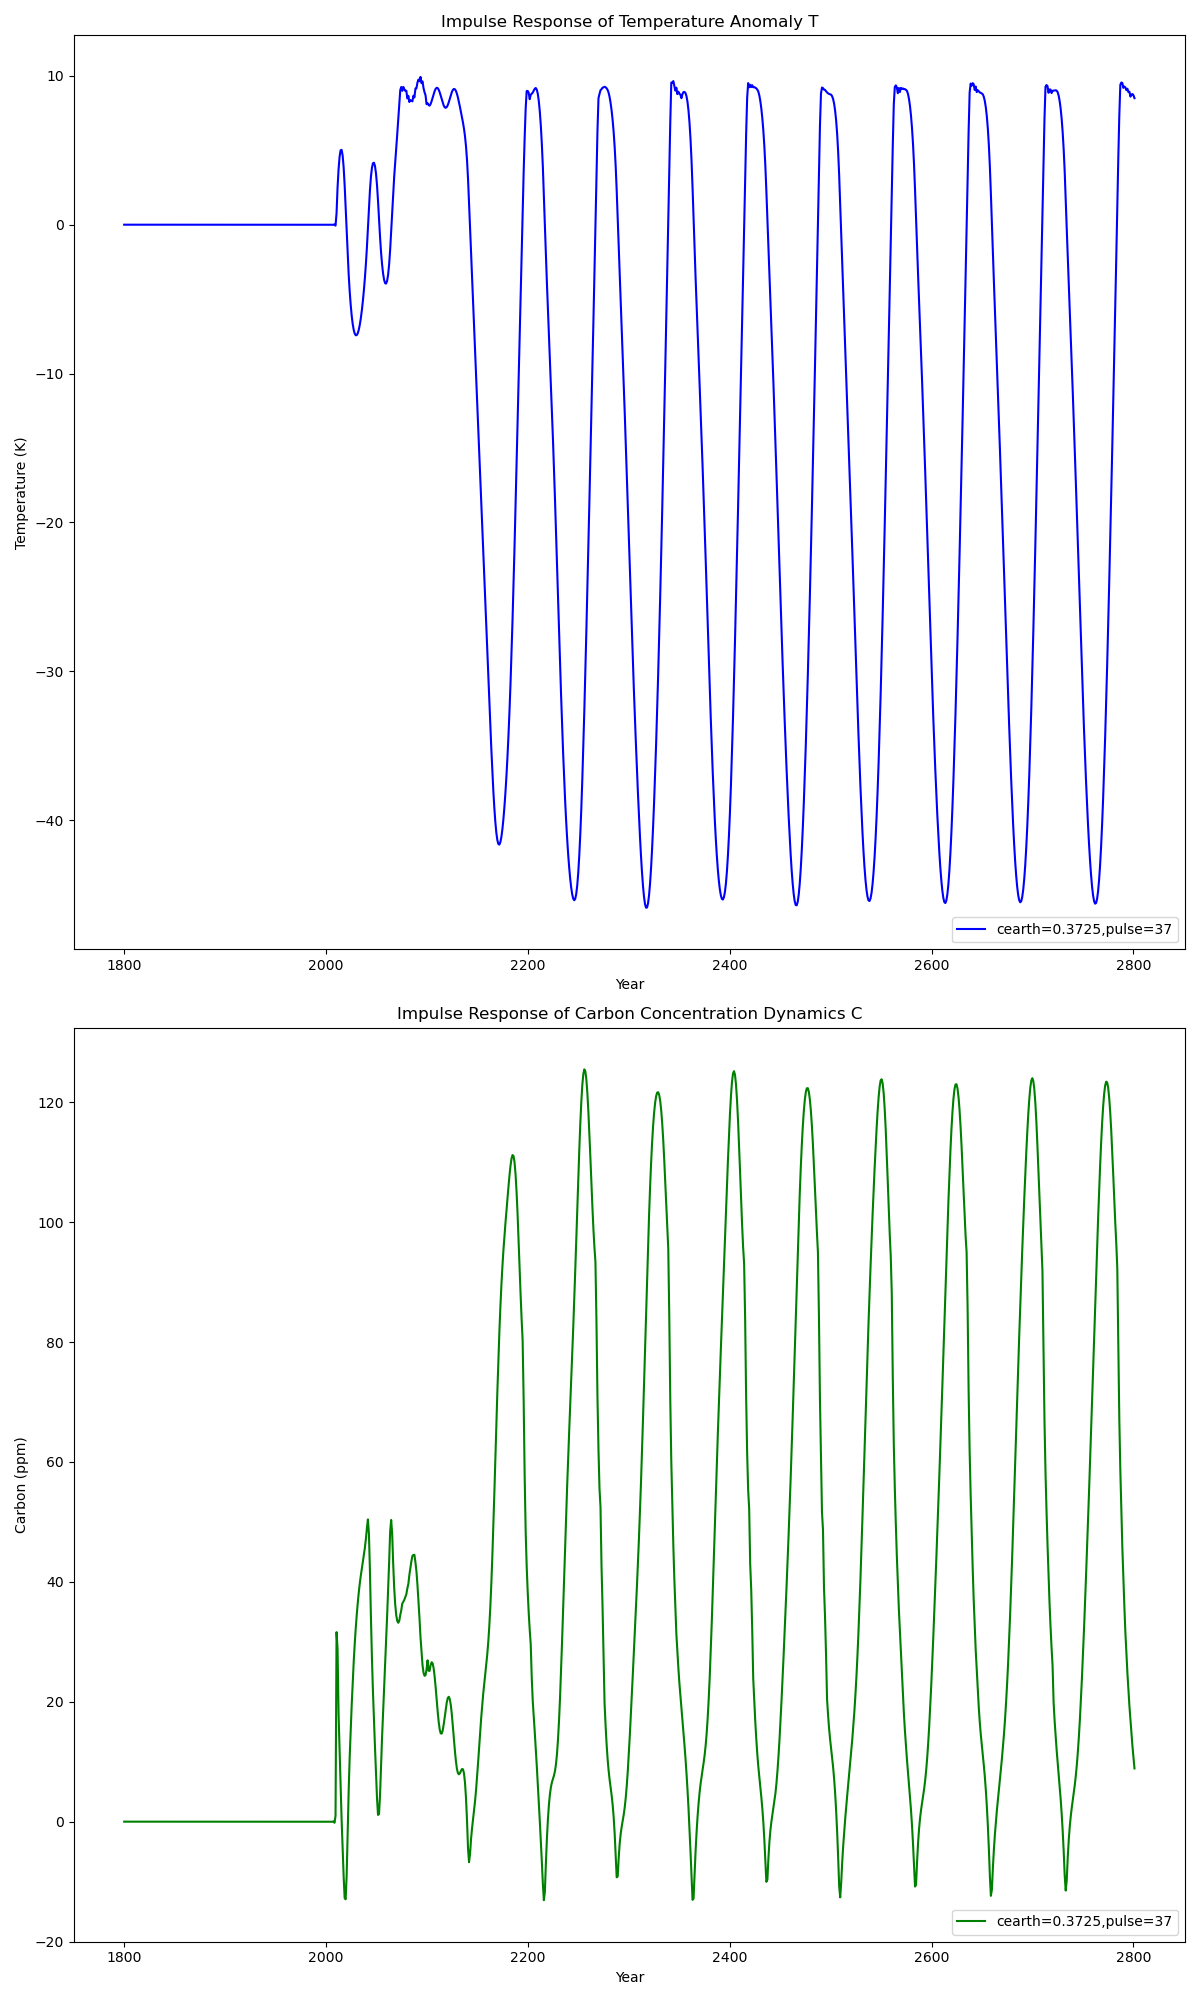 Impulse Response of Temperature Anomaly T
10
0
−10
−20
−30
−40
Temperature (K)
cearth=0.3725,pulse=37
1800 2000 2200 2400 2600 2800
Year
Impulse Response of Carbon Concentration Dynamics C
120
100
80
60
40
20
0
−20
Carbon (ppm)
cearth=0.3725,pulse=37
1800 2000 2200 2400 2600 2800
Year